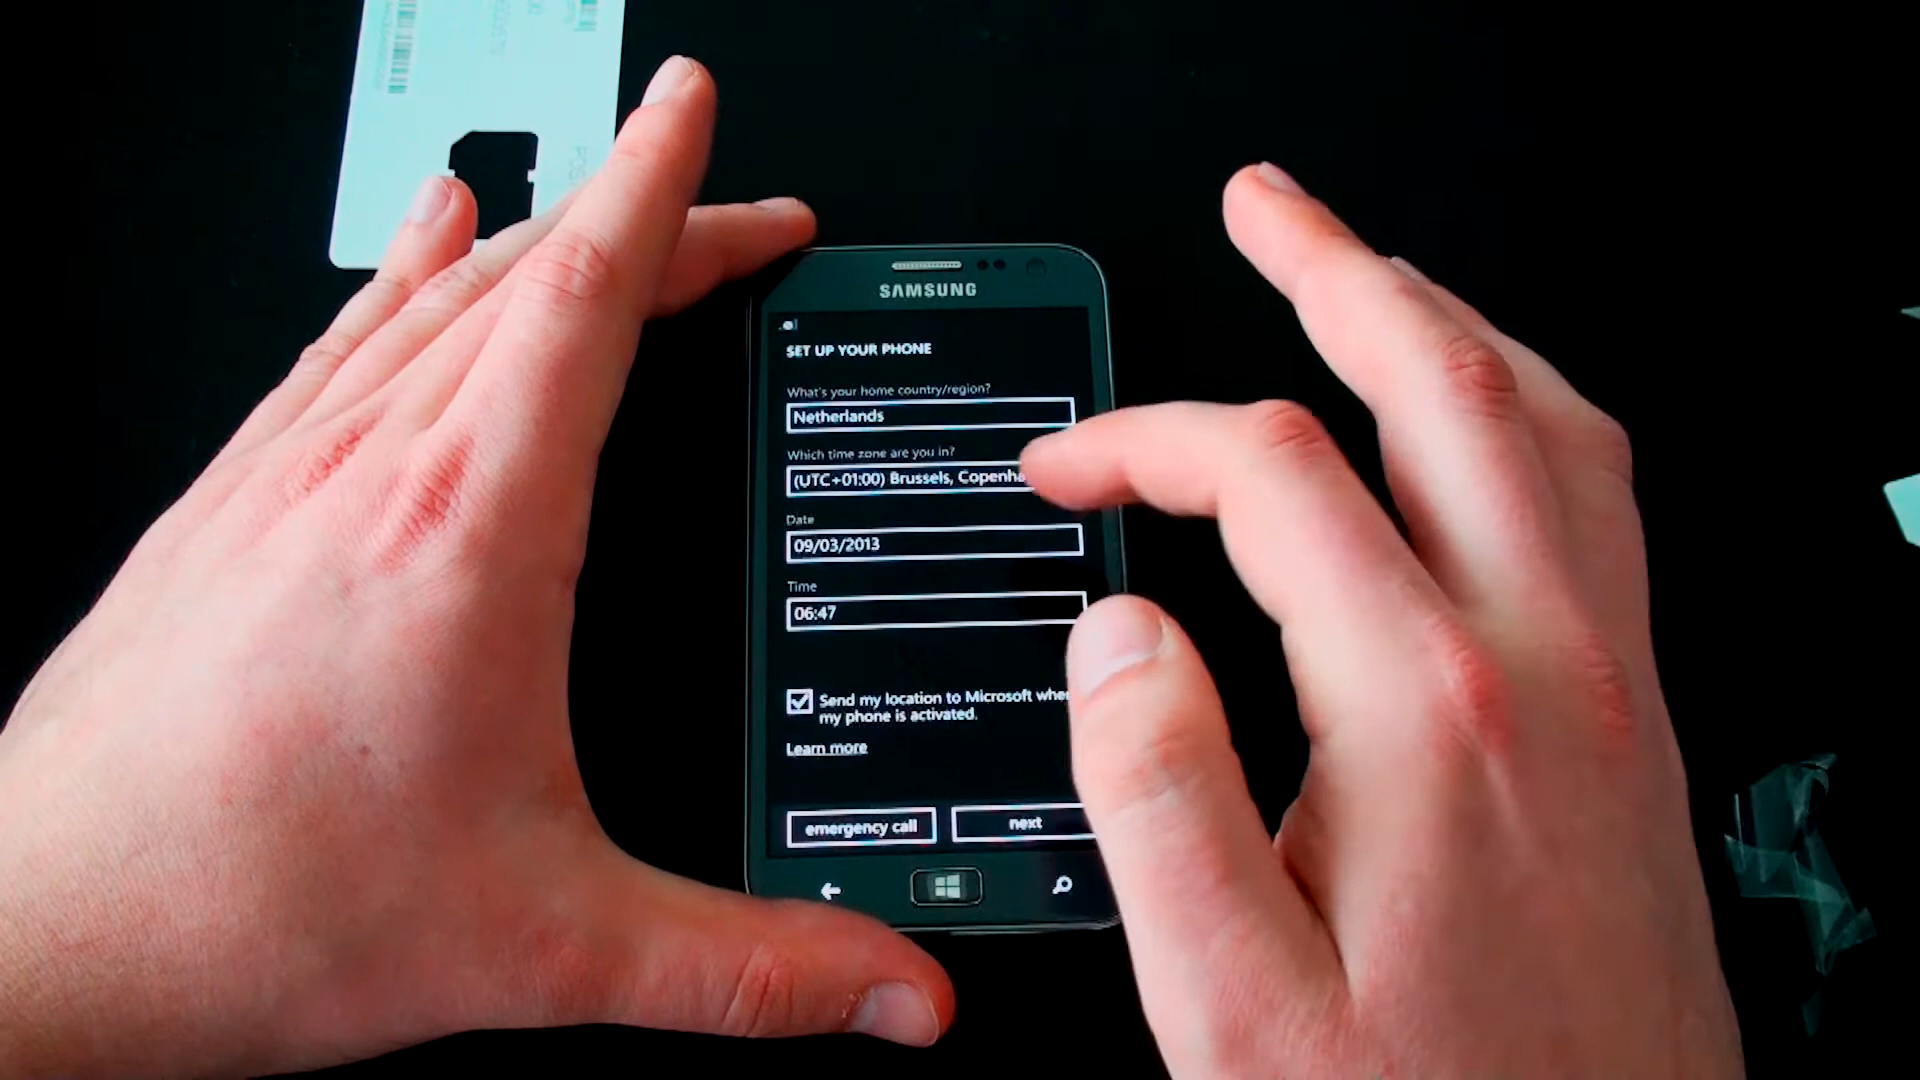 SAMSUNG
SET UP YOUR PHONE
What's your home country/region?
Netherlands
Which time zone are you in?
(UTC+01:00) Brussels, Copenha
Date
09/03/2013
Time
06:47
Send my location to Microsoft when
my phone is activated.
Learn more
emergency call
next